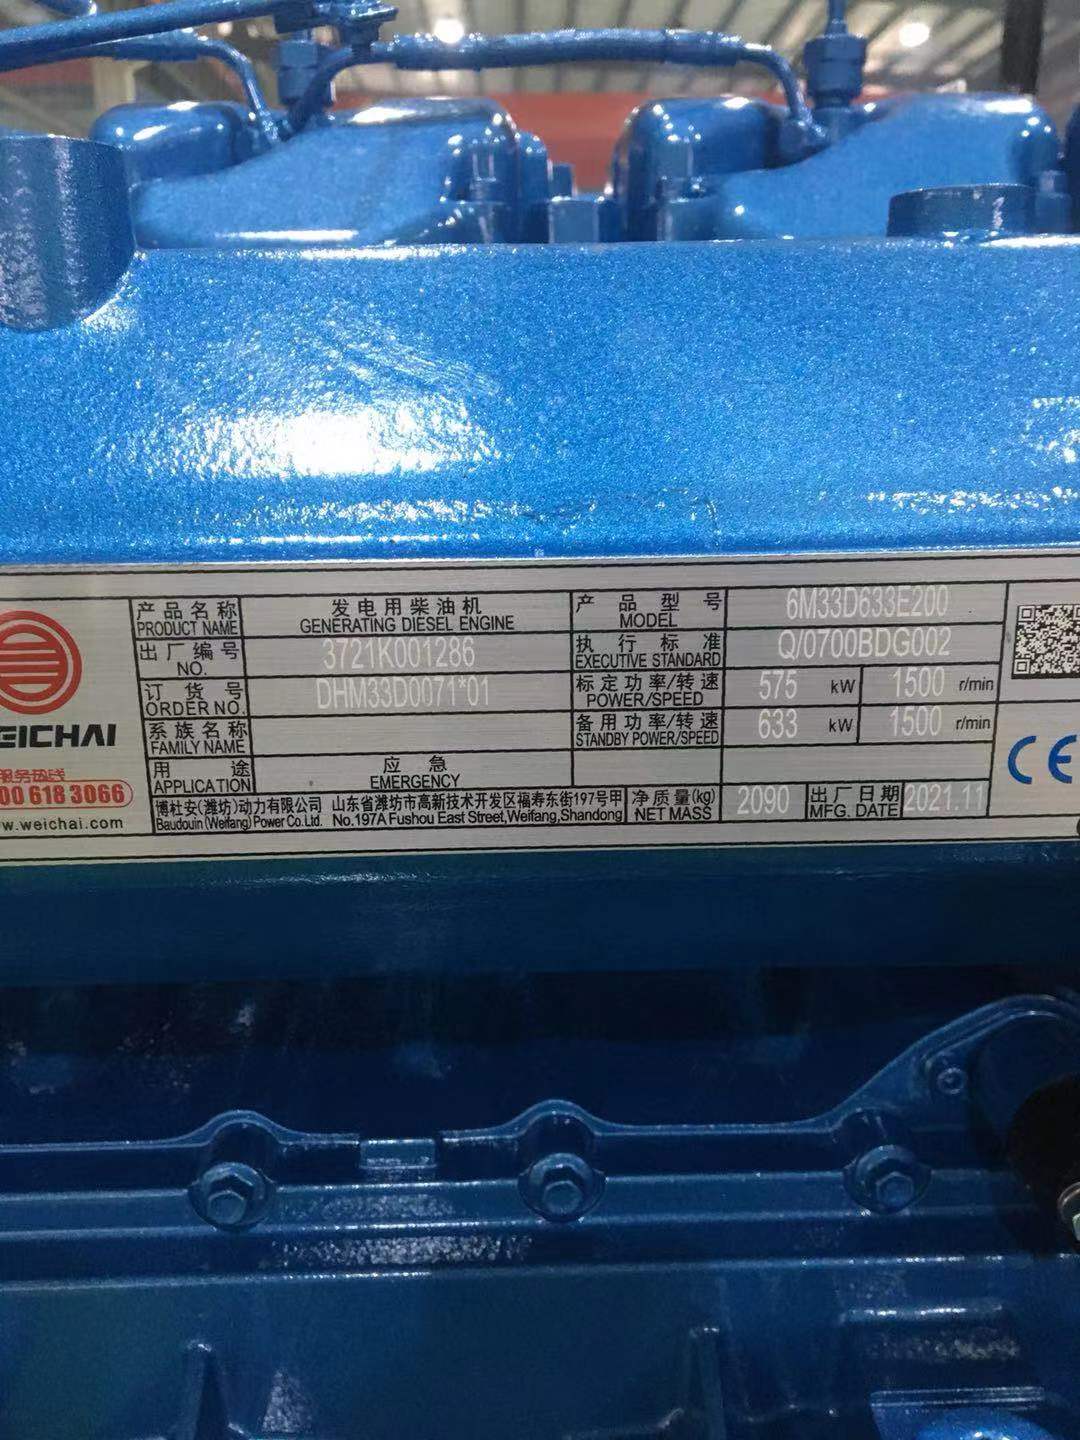 产品名称 发电用柴油机 产品型号 6M33D633E200
PRODUCT NAME GENERATING DIESEL ENGINE MODEL
出厂编号 3721K001286 执行标准 Q/0700BDG002
NO. EXECUTIVE STANDARD
订货号 DHM33D0071*01 标定功率/转速 575 kW 1500 r/min
ORDER NO. POWER/SPEED
系族名称 备用功率/转速 633 kW 1500 r/min
FAMILY NAME STANDBY POWER/SPEED
用途 应急
APPLICATION EMERGENCY
博杜安(潍坊)动力有限公司 山东省潍坊市高新技术开发区福寿东街197号甲 净质量(kg) 2090 出厂日期 2021.11
Baudouin (Weifang) Power Co.Ltd. No.197A Fushou East Street,Weifang,Shandong NET MASS MFG. DATE
EICHAI
服务热线
00 618 3066
w.weichai.com
CE